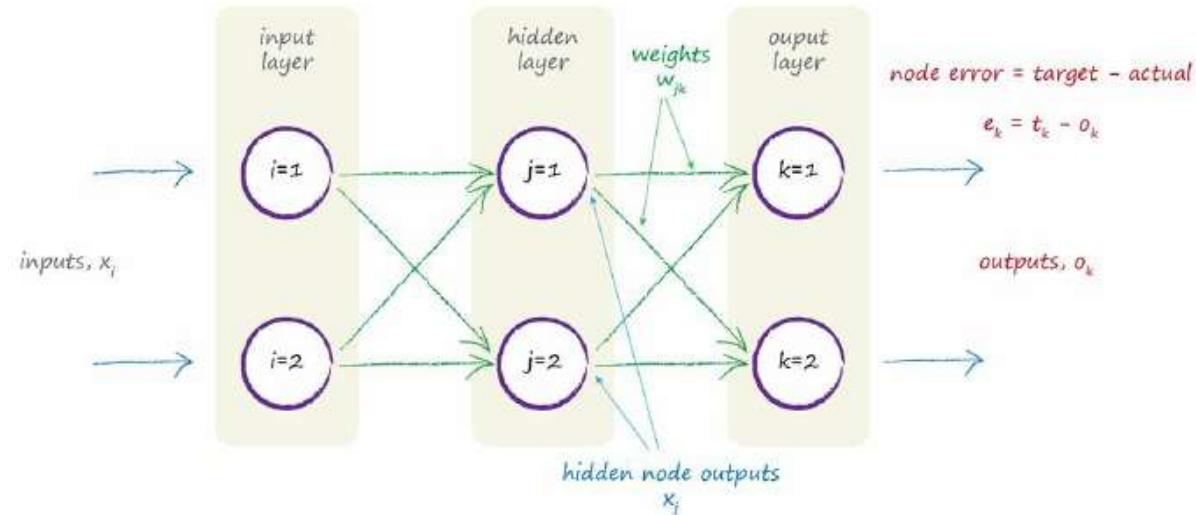 input
layer
hidden
layer
ouput
layer
weights
w_jk
node error = target - actual
e_k = t_k - o_k
i=1
j=1
k=1
inputs, x_i
outputs, o_k
i=2
j=2
k=2
hidden node outputs
x_j